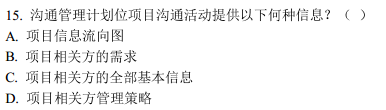 15. 沟通管理计划位项目沟通活动提供以下何种信息？（ ）
A. 项目信息流向图
B. 项目相关方的需求
C. 项目相关方的全部基本信息
D. 项目相关方管理策略